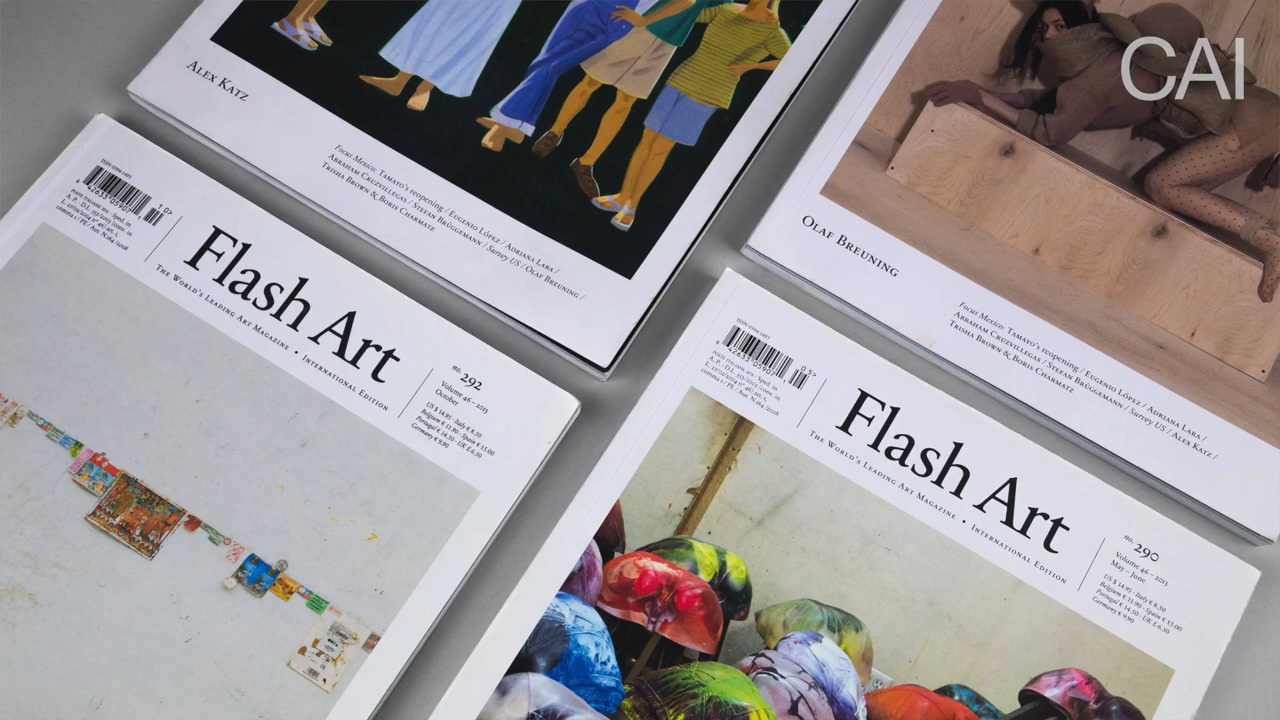 CAI
Alex Katz
Focus Mexico: Tamayo's reopening / Eugenio López / Adriana Lara /
Abraham Cruzvillegas / Stefan Brüggemann / Survey US / Olaf Breuning /
Trisha Brown & Boris Charmatz
Olaf Breuning
Focus Mexico: Tamayo's reopening / Eugenio López / Adriana Lara /
Abraham Cruzvillegas / Stefan Brüggemann / Survey US / Alex Katz /
Trisha Brown & Boris Charmatz
Flash Art
The World's Leading Art Magazine • International Edition
no. 292
Volume 46 – 2013
October
US $ 14.95 · Italy € 8.50
Belgium € 11.90 · Spain € 15.00
Portugal € 14.50 · UK £ 6.50
Germany € 9.90
Flash Art
The World's Leading Art Magazine • International Edition
no. 290
Volume 46 – 2013
May – June
US $ 14.95 · Italy € 8.50
Belgium € 11.90 · Spain € 15.00
Portugal € 14.50 · UK £ 6.50
Germany € 9.90